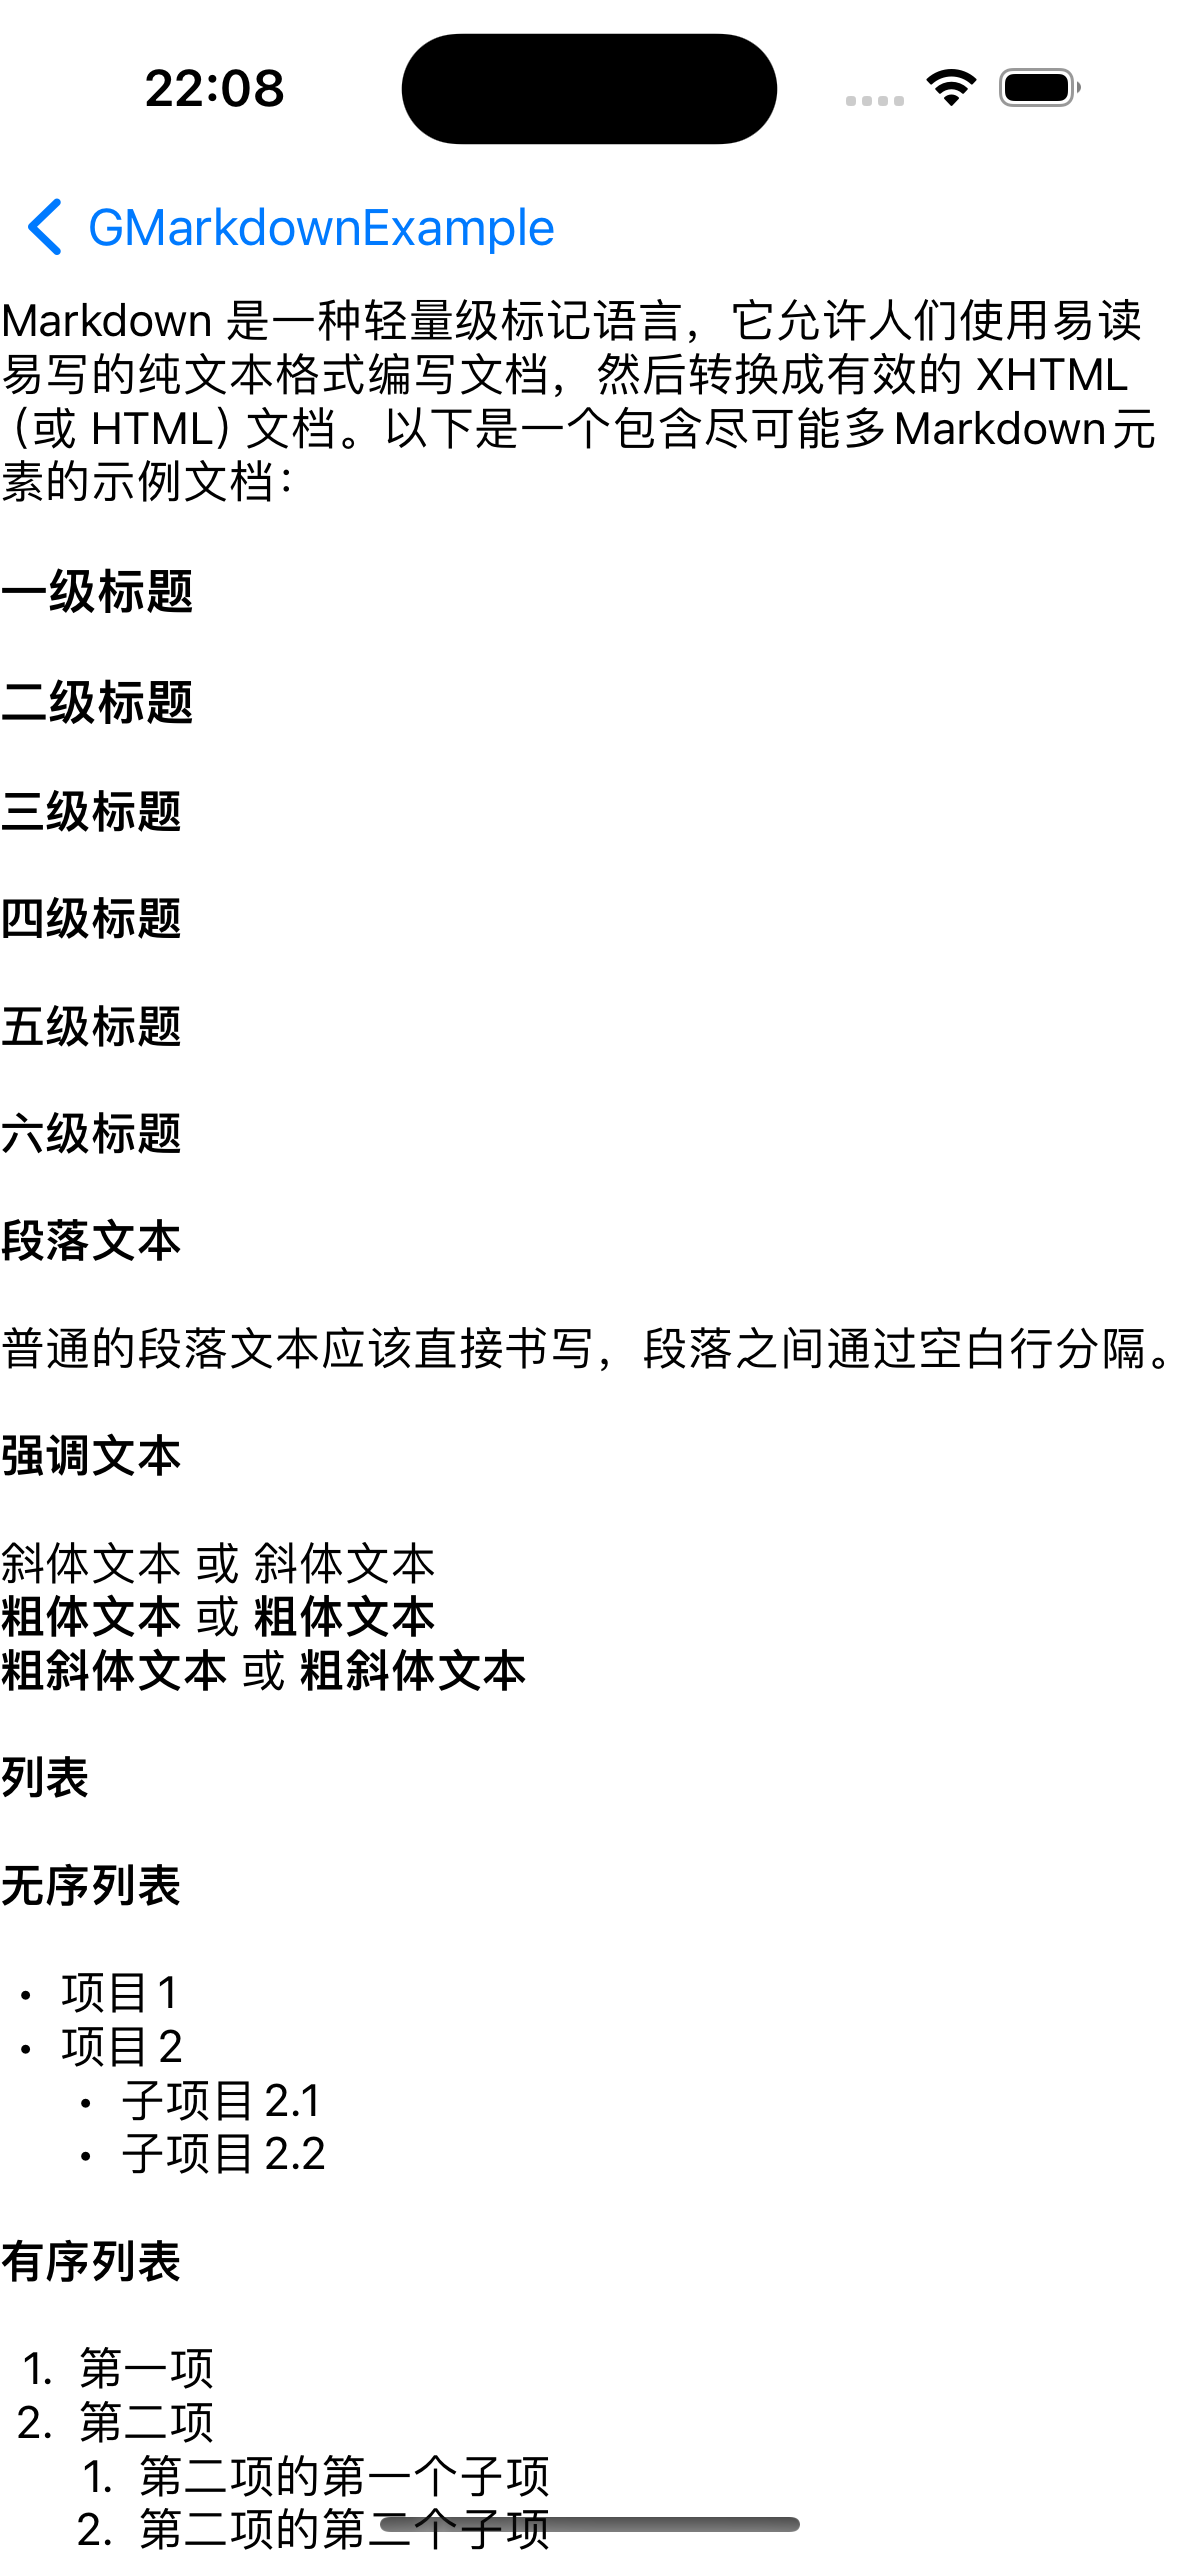 22:08
GMarkdownExample
Markdown 是一种轻量级标记语言，它允许人们使用易读
易写的纯文本格式编写文档，然后转换成有效的 XHTML
（或 HTML）文档。以下是一个包含尽可能多 Markdown 元
素的示例文档：
一级标题
二级标题
三级标题
四级标题
五级标题
六级标题
段落文本
普通的段落文本应该直接书写，段落之间通过空白行分隔。
强调文本
斜体文本 或 斜体文本
粗体文本 或 粗体文本
粗斜体文本 或 粗斜体文本
列表
无序列表
• 项目 1
• 项目 2
• 子项目 2.1
• 子项目 2.2
有序列表
1. 第一项
2. 第二项
1. 第二项的第一个子项
2. 第二项的第二个子项